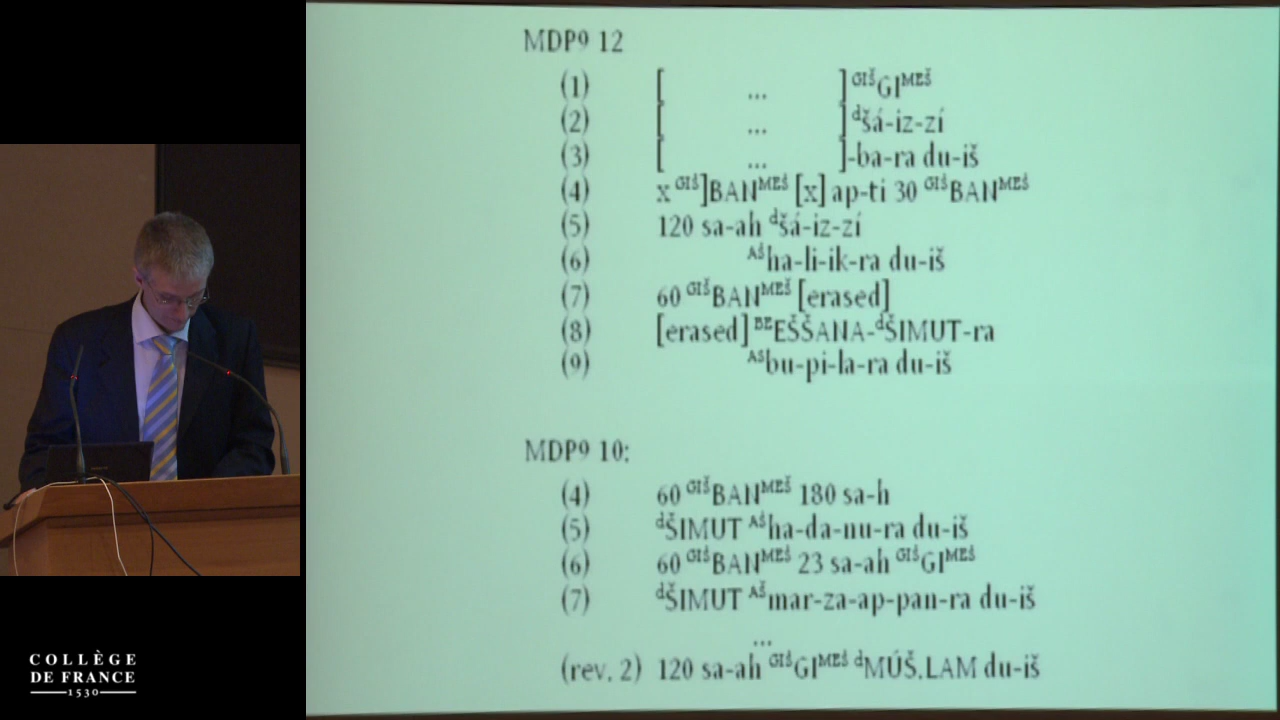 MDP9 12
(1) [ ... ] ᴳᴵŠGIᴹᴱŠ
(2) [ ... ] ᵈšá-iz-zí
(3) [ ... ]-ba-ra du-iš
(4) x ᴳᴵŠ]BANᴹᴱŠ [x] ap-ti 30 ᴳᴵŠBANᴹᴱŠ
(5) 120 sa-ah ᵈšá-iz-zí
(6) ᴬŠha-li-ik-ra du-iš
(7) 60 ᴳᴵŠBANᴹᴱŠ [erased]
(8) [erased] ᴮᴱEŠŠANA-ᵈŠIMUT-ra
(9) ᴬŠbu-pi-la-ra du-iš
MDP9 10:
(4) 60 ᴳᴵŠBANᴹᴱŠ 180 sa-h
(5) ᵈŠIMUT ᴬŠha-da-nu-ra du-iš
(6) 60 ᴳᴵŠBANᴹᴱŠ 23 sa-ah ᴳᴵŠGIᴹᴱŠ
(7) ᵈŠIMUT ᴬŠmar-za-ap-pan-ra du-iš
...
(rev. 2) 120 sa-ah ᴳᴵŠGIᴹᴱŠ ᵈMÚŠ.LAM du-iš
COLLÈGE
DE FRANCE
1530